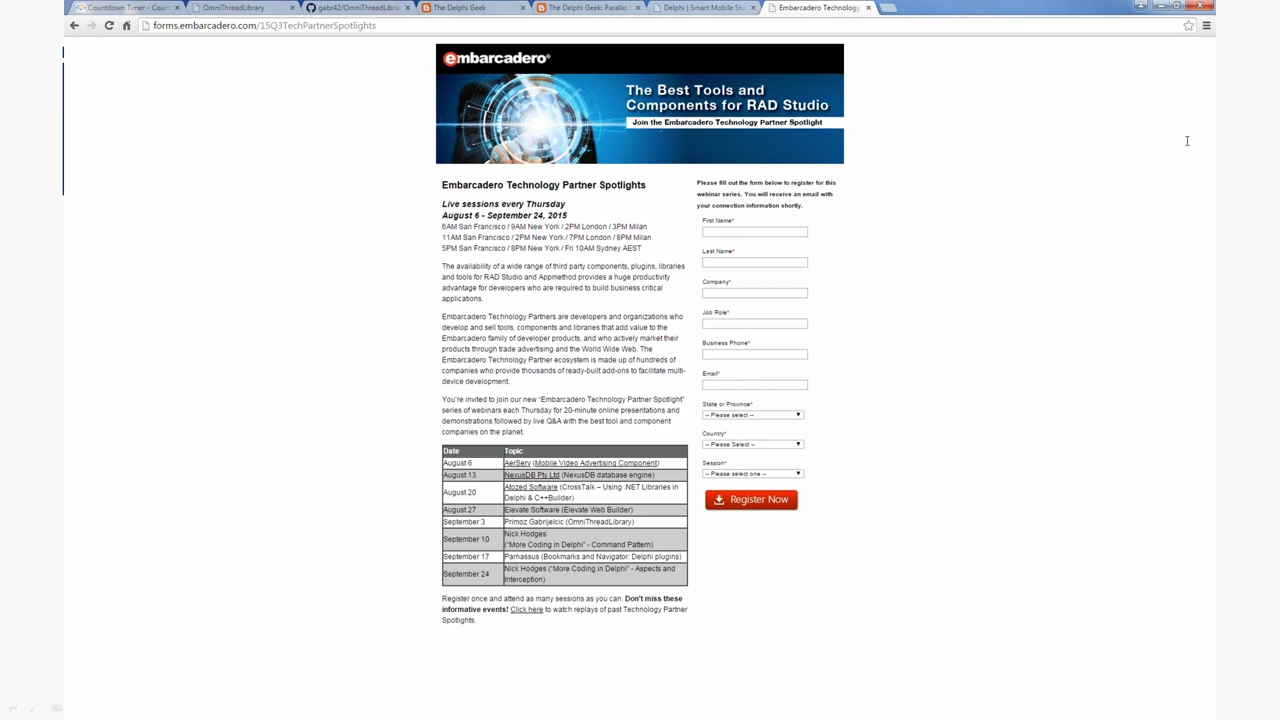 Countdown Timer - Count
OmniThreadLibrary
gabr42/OmniThreadLibra
The Delphi Geek
The Delphi Geek: Parallel
Delphi | Smart Mobile Stu
Embarcadero Technology
forms.embarcadero.com/15Q3TechPartnerSpotlights
embarcadero®
The Best Tools and
Components for RAD Studio
Join the Embarcadero Technology Partner Spotlight
Embarcadero Technology Partner Spotlights
Live sessions every Thursday
August 6 - September 24, 2015
6AM San Francisco / 9AM New York / 2PM London / 3PM Milan
11AM San Francisco / 2PM New York / 7PM London / 8PM Milan
5PM San Francisco / 8PM New York / Fri 10AM Sydney AEST
The availability of a wide range of third party components, plugins, libraries
and tools for RAD Studio and Appmethod provides a huge productivity
advantage for developers who are required to build business critical
applications.
Embarcadero Technology Partners are developers and organizations who
develop and sell tools, components and libraries that add value to the
Embarcadero family of developer products, and who actively market their
products through trade advertising and the World Wide Web. The
Embarcadero Technology Partner ecosystem is made up of hundreds of
companies who provide thousands of ready-built add-ons to facilitate multi-
device development.
You're invited to join our new "Embarcadero Technology Partner Spotlight"
series of webinars each Thursday for 20-minute online presentations and
demonstrations followed by live Q&A with the best tool and component
companies on the planet.
Date Topic
August 6 AerServ (Mobile Video Advertising Component)
August 13 NexusDB Pty Ltd (NexusDB database engine)
August 20 Atozed Software (CrossTalk – Using .NET Libraries in
Delphi & C++Builder)
August 27 Elevate Software (Elevate Web Builder)
September 3 Primoz Gabrijelcic (OmniThreadLibrary)
September 10 Nick Hodges
("More Coding in Delphi" - Command Pattern)
September 17 Parnassus (Bookmarks and Navigator: Delphi plugins)
September 24 Nick Hodges ("More Coding in Delphi" - Aspects and
Interception)
Register once and attend as many sessions as you can. Don't miss these
informative events! Click here to watch replays of past Technology Partner
Spotlights.
Please fill out the form below to register for this
webinar series. You will receive an email with
your connection information shortly.
First Name*
Last Name*
Company*
Job Role*
Business Phone*
Email*
State or Province*
-- Please select --
Country*
-- Please Select --
Session*
-- Please select one --
Register Now